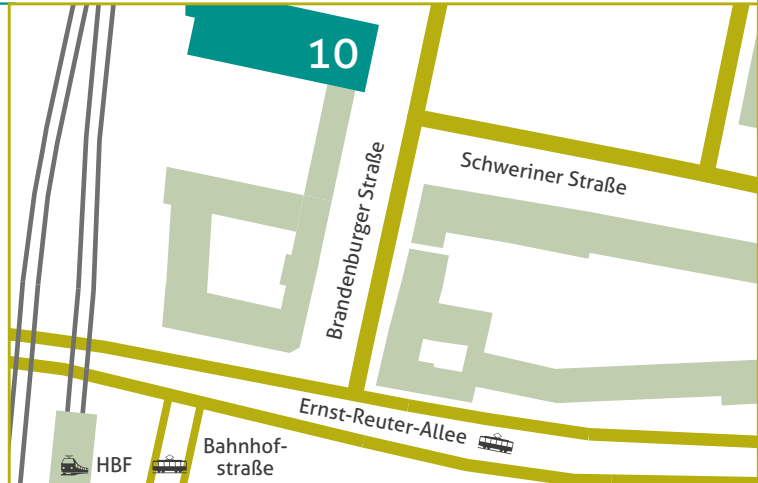 10
Schweriner Straße
Brandenburger Straße
Ernst-Reuter-Allee
HBF
Bahnhof-
straße